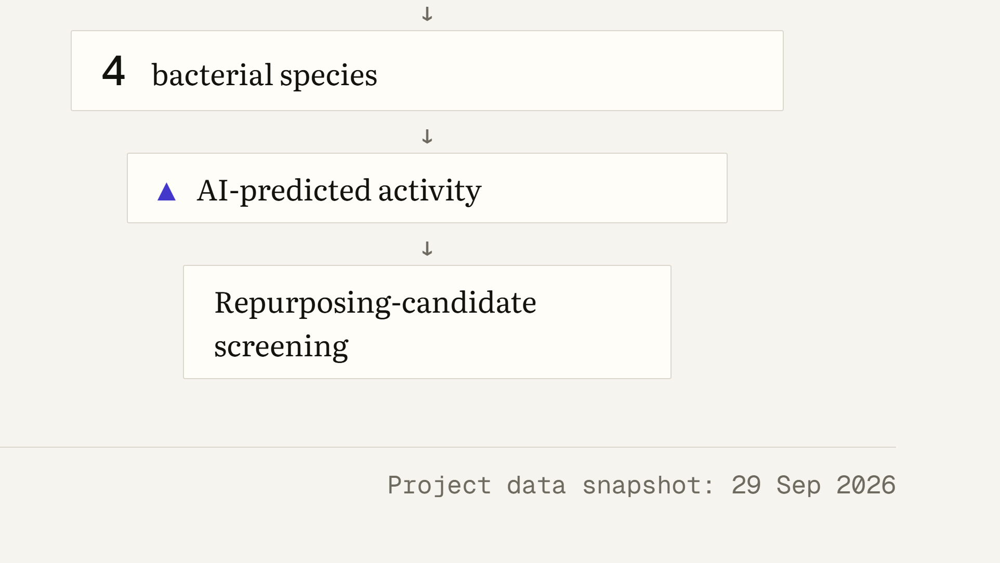 ↓
4 bacterial species
↓
▲ AI-predicted activity
↓
Repurposing-candidate
screening
Project data snapshot: 29 Sep 2026